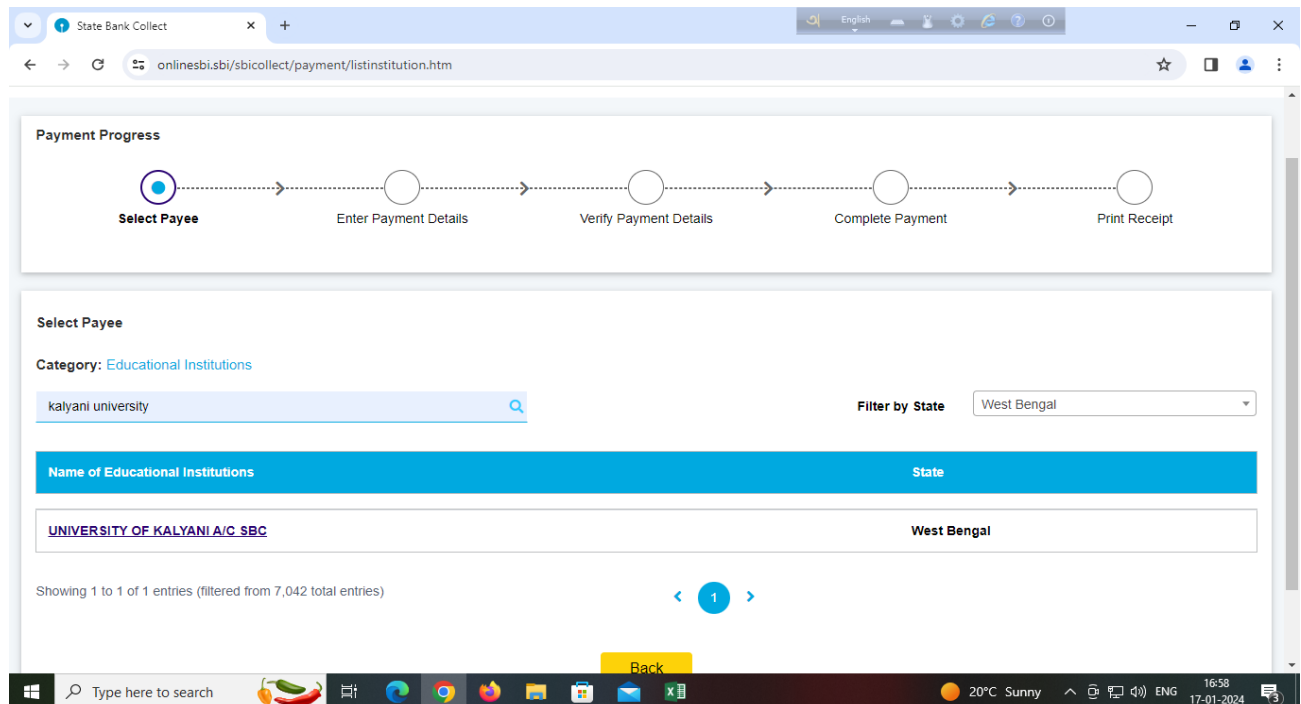 State Bank Collect
অ English
onlinesbi.sbi/sbicollect/payment/listinstitution.htm
Payment Progress
Select Payee Enter Payment Details Verify Payment Details Complete Payment Print Receipt
Select Payee
Category: Educational Institutions
kalyani university Filter by State West Bengal
Name of Educational Institutions State
UNIVERSITY OF KALYANI A/C SBC West Bengal
Showing 1 to 1 of 1 entries (filtered from 7,042 total entries) 1
Back
Type here to search 20°C Sunny ENG 16:58
17-01-2024 3